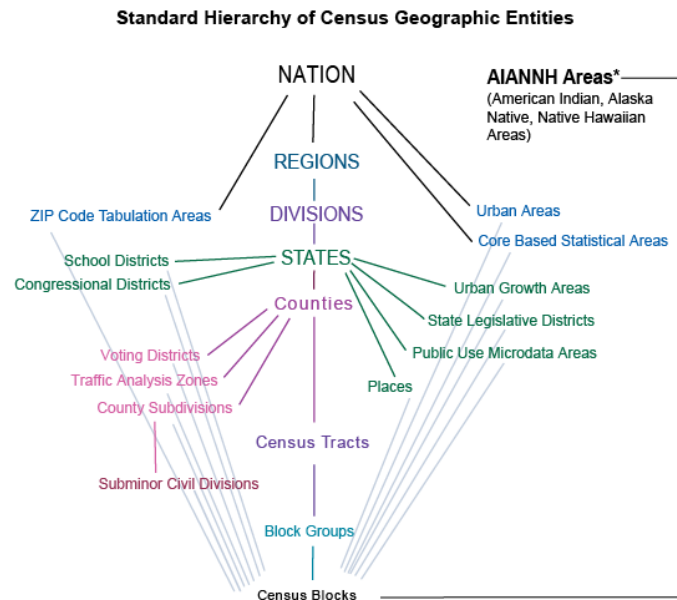 Standard Hierarchy of Census Geographic Entities
NATION
AIANNH Areas*
(American Indian, Alaska
Native, Native Hawaiian
Areas)
REGIONS
ZIP Code Tabulation Areas
DIVISIONS
Urban Areas
Core Based Statistical Areas
School Districts
STATES
Congressional Districts
Urban Growth Areas
Counties
State Legislative Districts
Voting Districts
Public Use Microdata Areas
Traffic Analysis Zones
Places
County Subdivisions
Census Tracts
Subminor Civil Divisions
Block Groups
Census Blocks